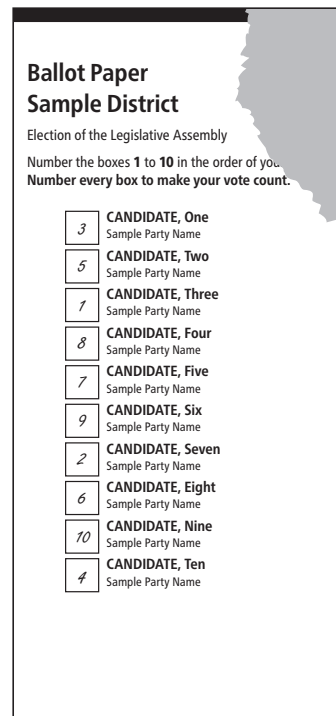 Ballot Paper
Sample District
Election of the Legislative Assembly
Number the boxes 1 to 10 in the order of
Number every box to make your vote count.
3 CANDIDATE, One
Sample Party Name
5 CANDIDATE, Two
Sample Party Name
1 CANDIDATE, Three
Sample Party Name
8 CANDIDATE, Four
Sample Party Name
7 CANDIDATE, Five
Sample Party Name
9 CANDIDATE, Six
Sample Party Name
2 CANDIDATE, Seven
Sample Party Name
6 CANDIDATE, Eight
Sample Party Name
10 CANDIDATE, Nine
Sample Party Name
4 CANDIDATE, Ten
Sample Party Name